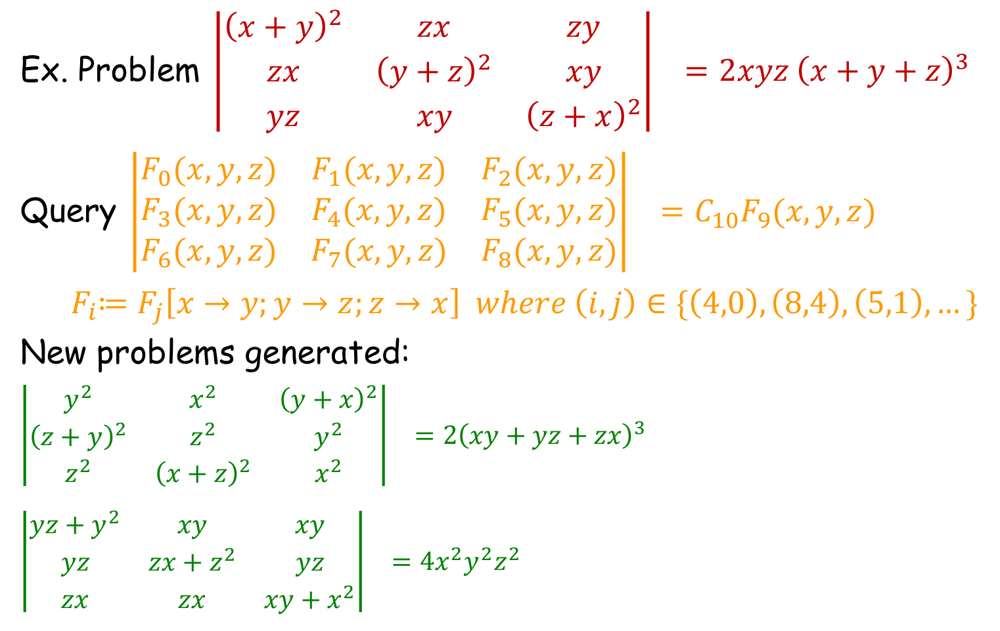 Ex. Problem | (x + y)² zx zy |
| zx (y + z)² xy | = 2xyz (x + y + z)³
| yz xy (z + x)² |
| F₀(x, y, z) F₁(x, y, z) F₂(x, y, z) |
Query | F₃(x, y, z) F₄(x, y, z) F₅(x, y, z) | = C₁₀F₉(x, y, z)
| F₆(x, y, z) F₇(x, y, z) F₈(x, y, z) |
Fᵢ:= Fⱼ[x → y; y → z; z → x] where (i, j) ∈ {(4,0), (8,4), (5,1), ... }
New problems generated:
| y² x² (y + x)² |
| (z + y)² z² y² | = 2(xy + yz + zx)³
| z² (x + z)² x² |
| yz + y² xy xy |
| yz zx + z² yz | = 4x²y²z²
| zx zx xy + x² |